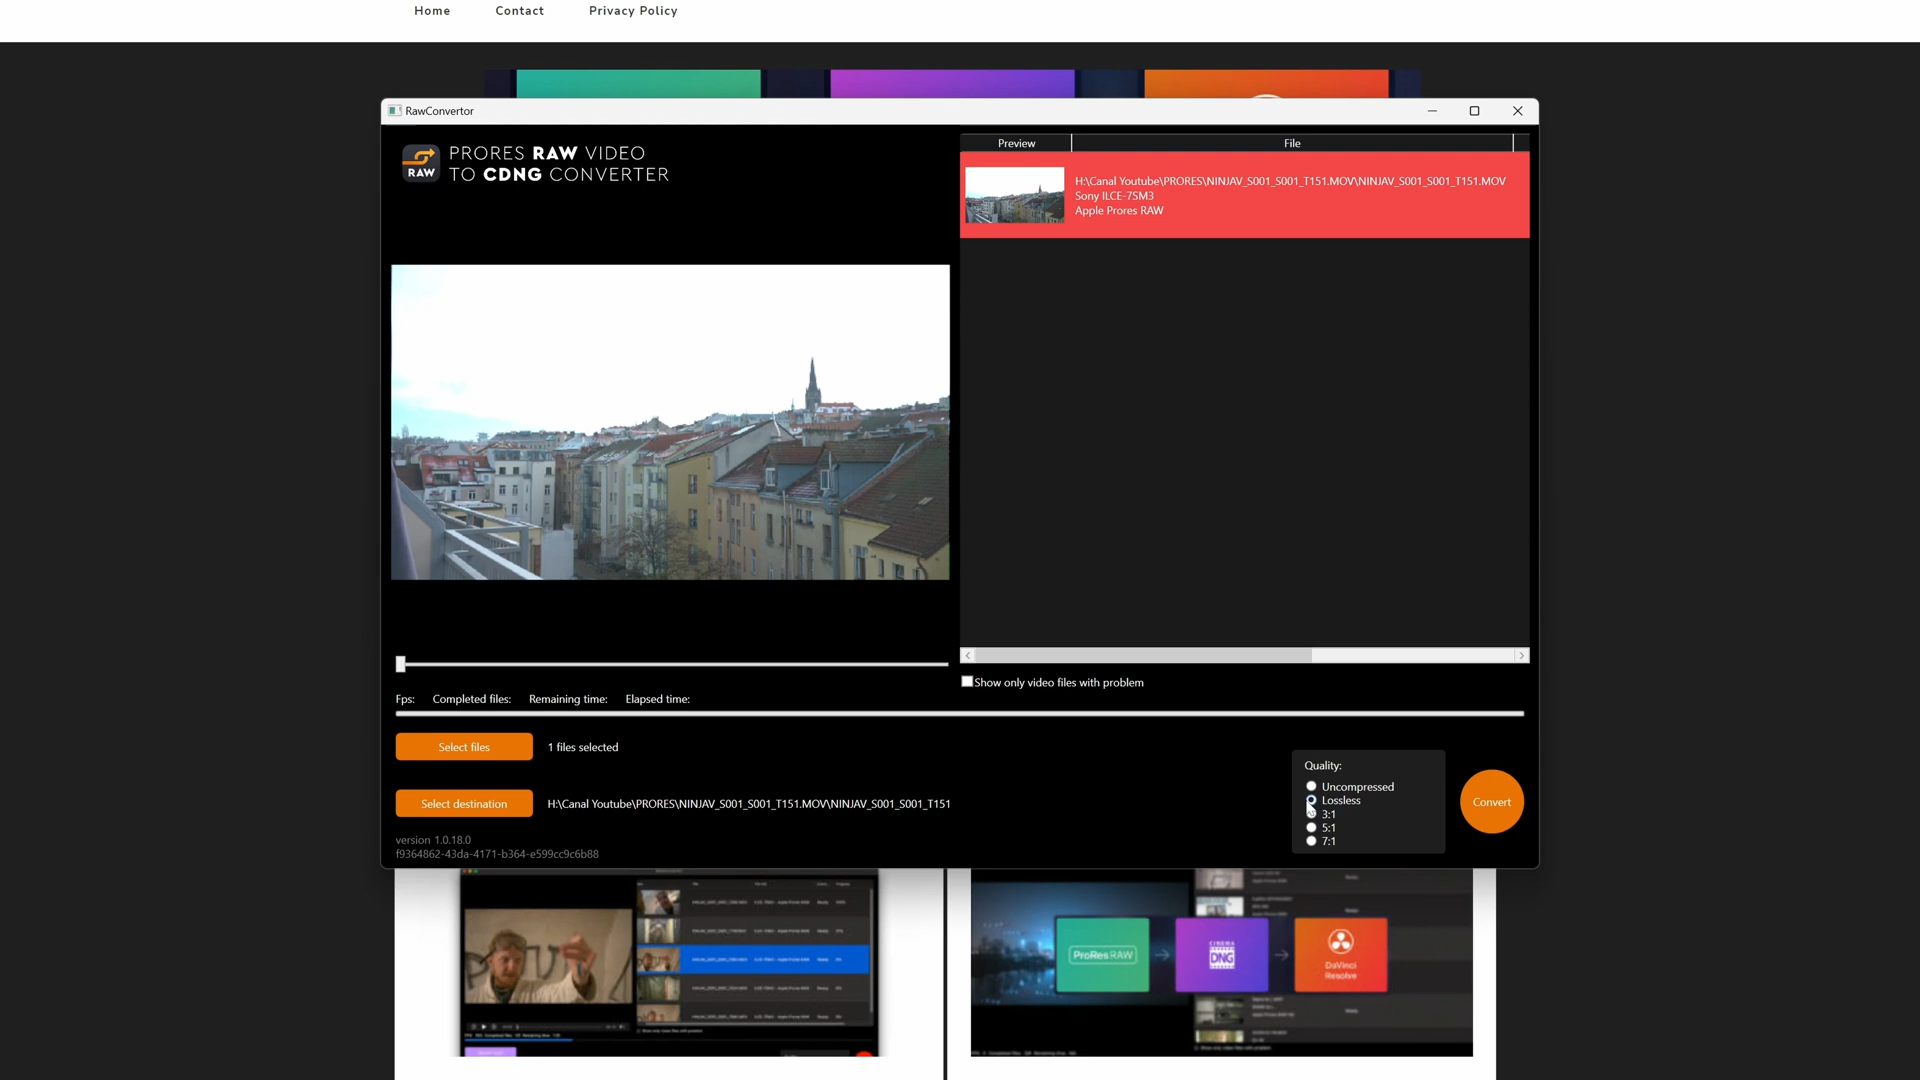 Home Contact Privacy Policy
RawConvertor
RAW
PRORES RAW VIDEO
TO CDNG CONVERTER
Preview File
H:\Canal Youtube\PRORES\NINJAV_S001_S001_T151.MOV\NINJAV_S001_S001_T151.MOV
Sony ILCE-7SM3
Apple Prores RAW
Show only video files with problem
Fps: Completed files: Remaining time: Elapsed time:
Select files
1 files selected
Select destination
H:\Canal Youtube\PRORES\NINJAV_S001_S001_T151.MOV\NINJAV_S001_S001_T151
Quality:
Uncompressed
Lossless
3:1
5:1
7:1
Convert
version 1.0.18.0
f9364862-43da-4171-b364-e599cc9c6b88
ProRes RAW
CINEMA
DNG
DaVinci
Resolve